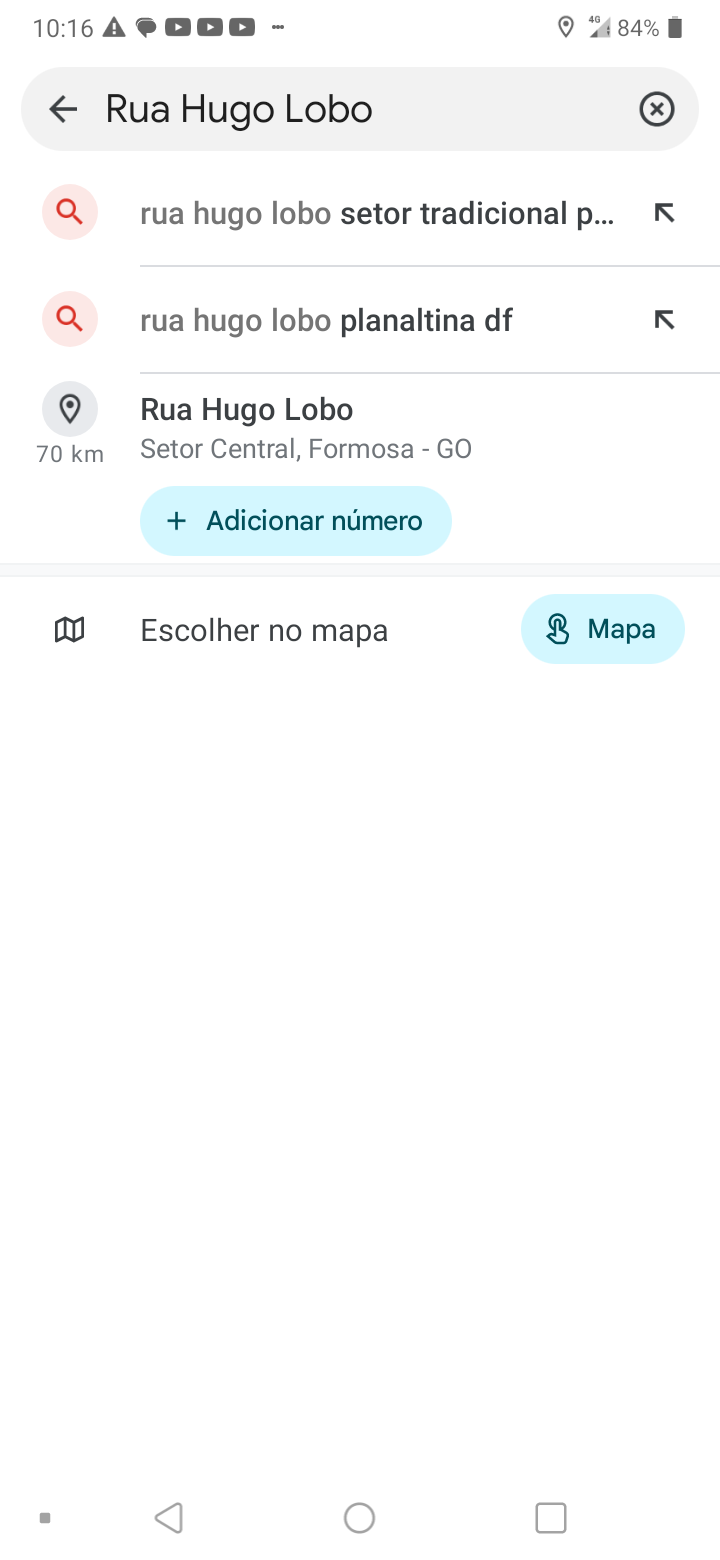 10:16
4G 84%
Rua Hugo Lobo
rua hugo lobo setor tradicional p...
rua hugo lobo planaltina df
Rua Hugo Lobo
70 km Setor Central, Formosa - GO
+ Adicionar número
Escolher no mapa Mapa